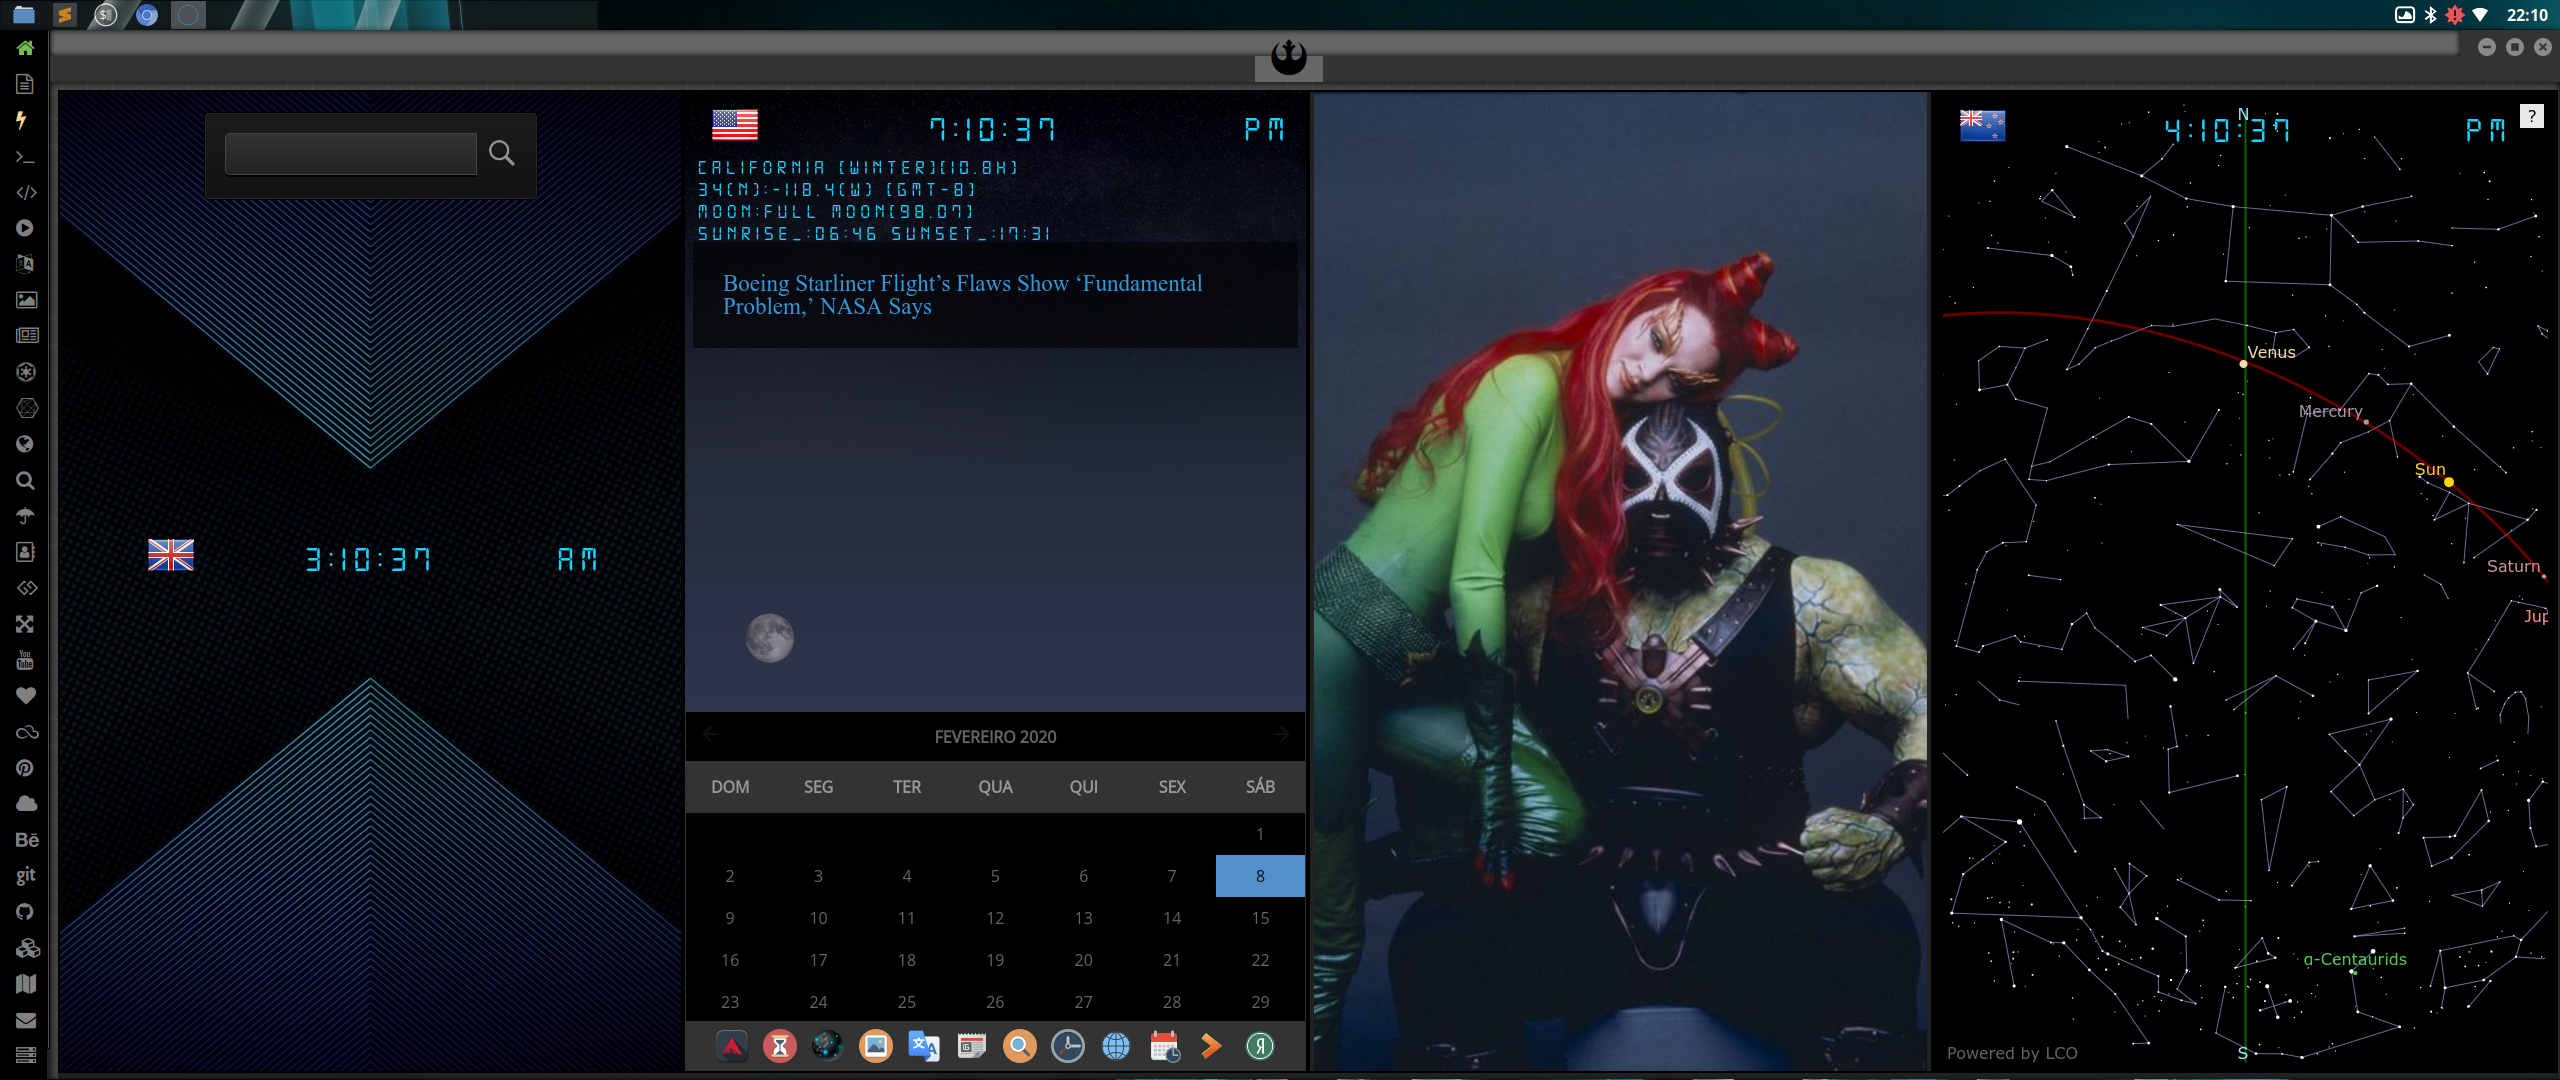 22:10
$
You
Tube
Bē
git
3:10:37 AM
7:10:37 PM
CALIFORNIA (WINTER)(10.8H)
34(N):-118.4(W) (GMT-8)
MOON:FULL MOON(98.07)
SUNRISE_:06:46 SUNSET_:17:31
Boeing Starliner Flight’s Flaws Show ‘Fundamental
Problem,’ NASA Says
FEVEREIRO 2020
DOM SEG TER QUA QUI SEX SÁB
1
2 3 4 5 6 7 8
9 10 11 12 13 14 15
16 17 18 19 20 21 22
23 24 25 26 27 28 29
文A
Я
N
4:10:37 PM
?
Venus
Mercury
Sun
Saturn
Jup
α-Centaurids
S
Powered by LCO